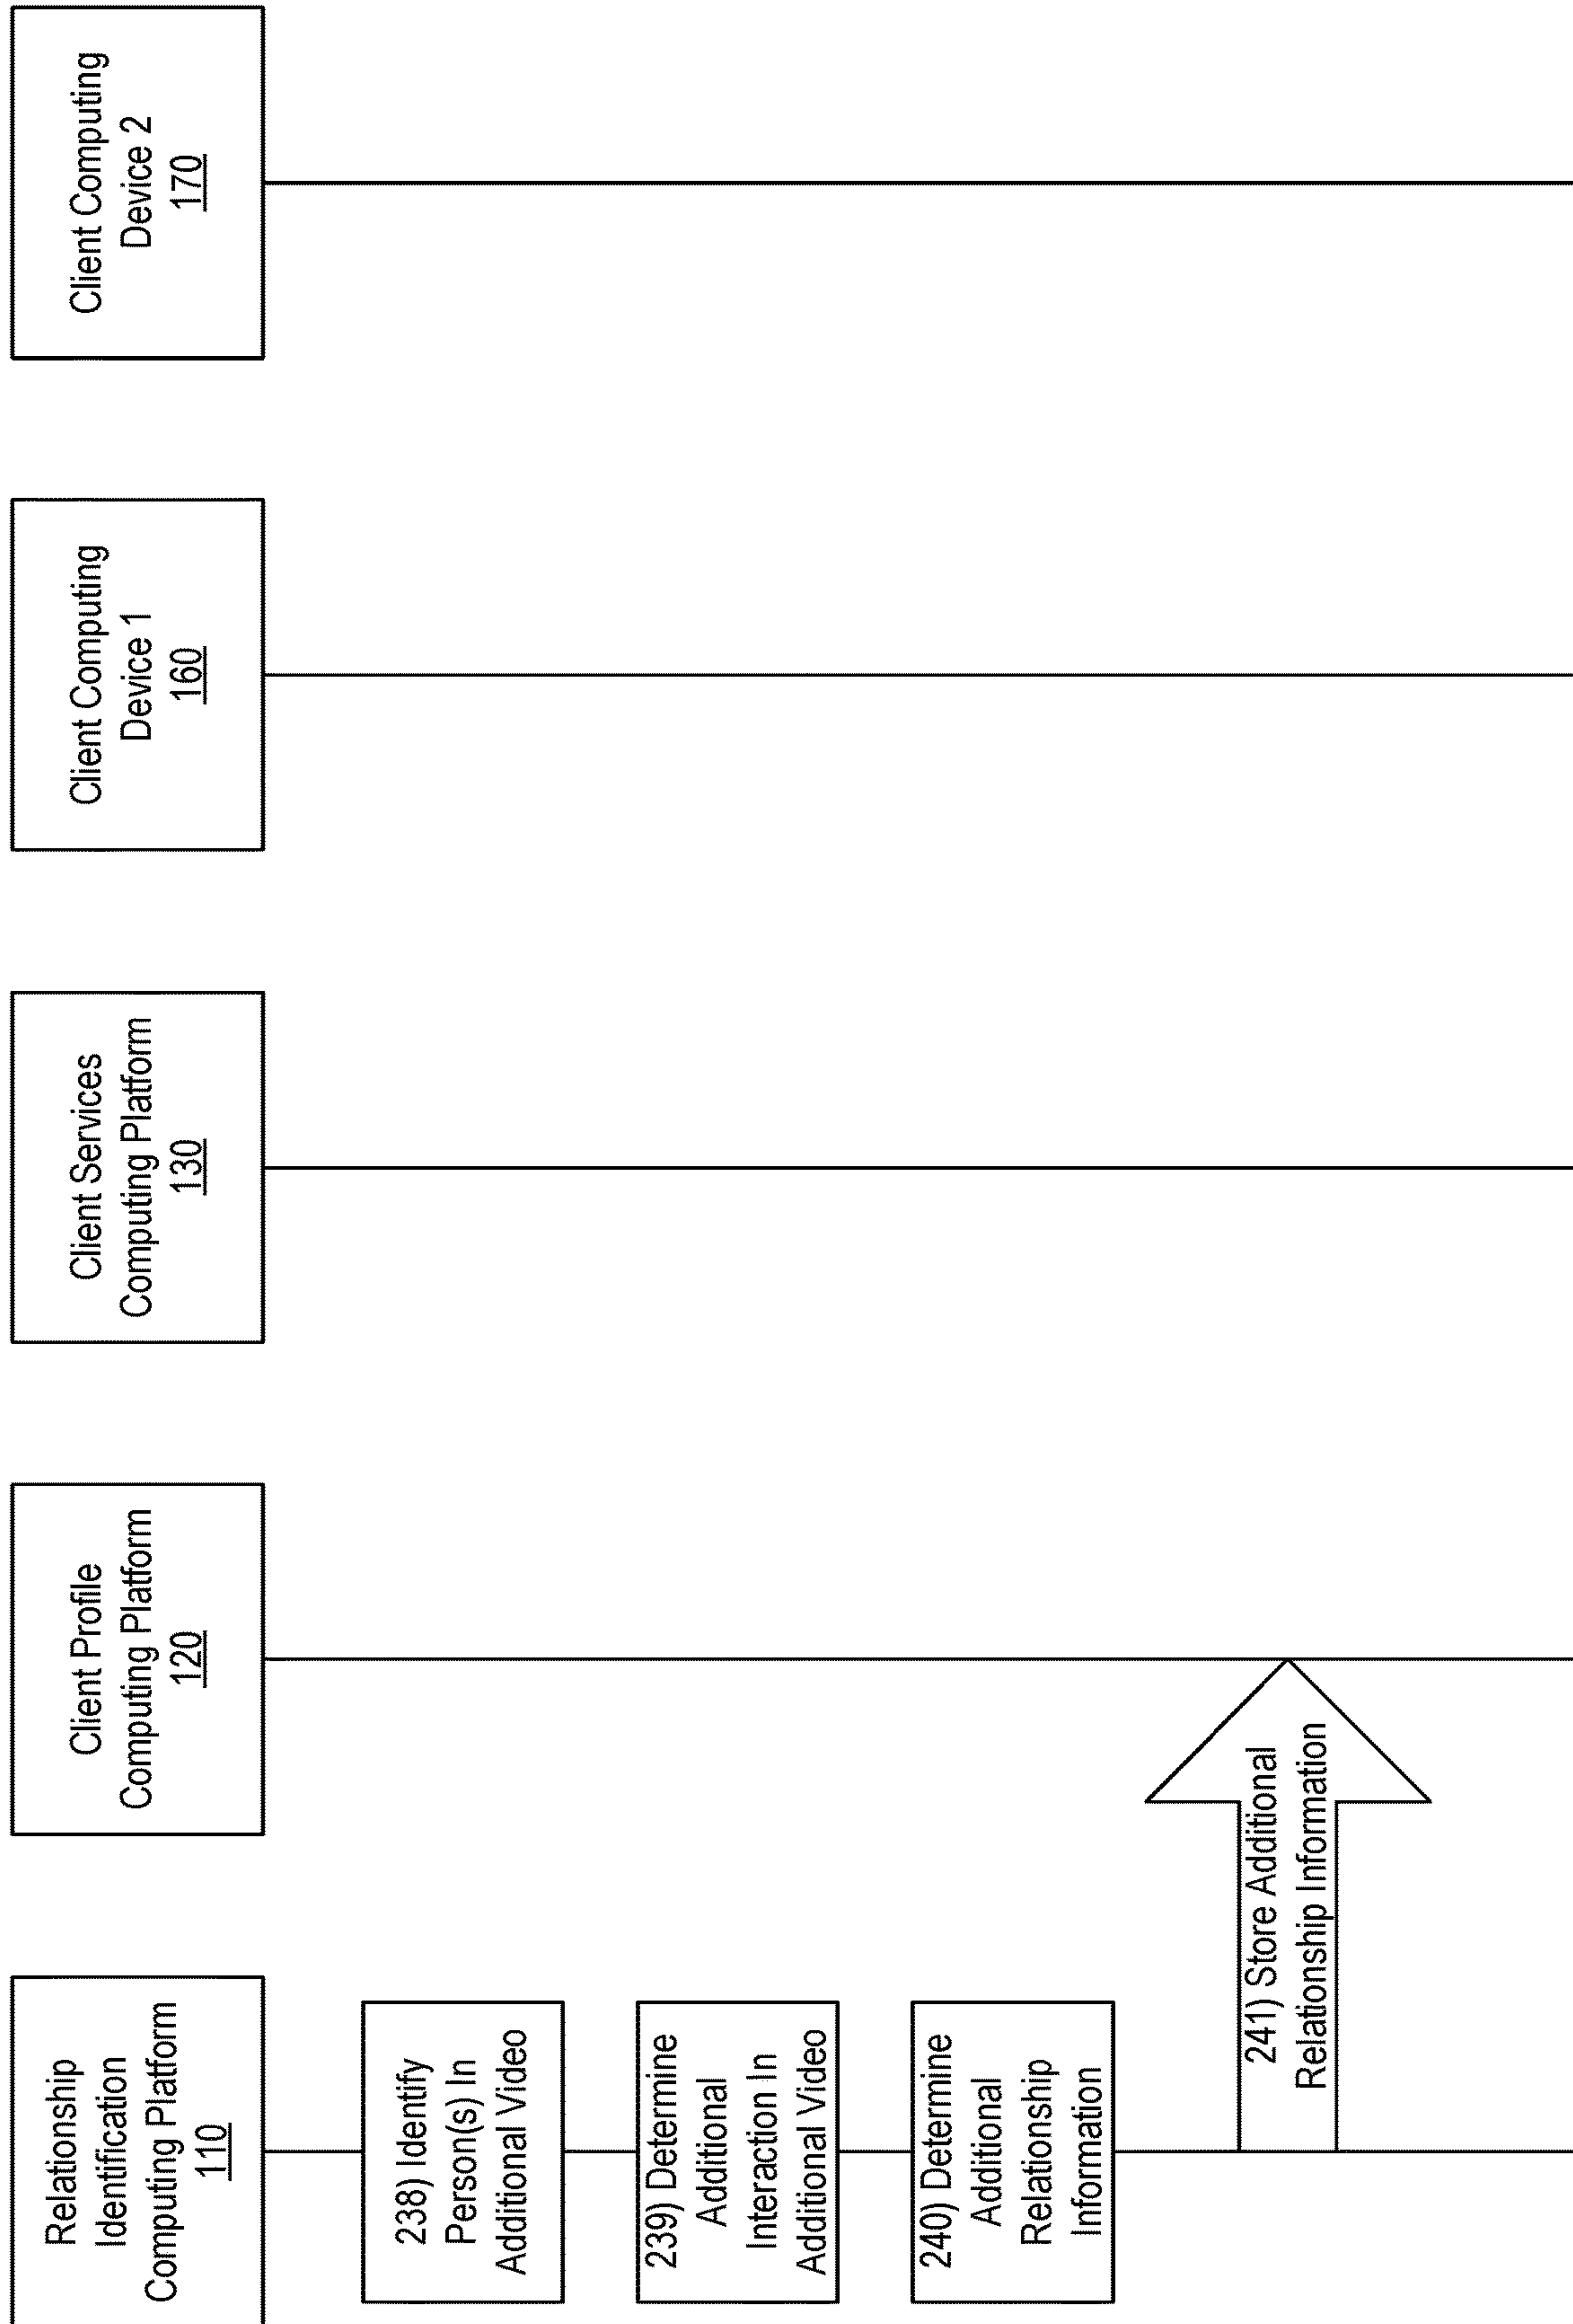 Relationship
Identification
Computing Platform
110
Client Profile
Computing Platform
120
Client Services
Computing Platform
130
Client Computing
Device 1
160
Client Computing
Device 2
170
238) Identify
Person(s) In
Additional Video
239) Determine
Additional
Interaction In
Additional Video
240) Determine
Additional
Relationship
Information
241) Store Additional
Relationship Information